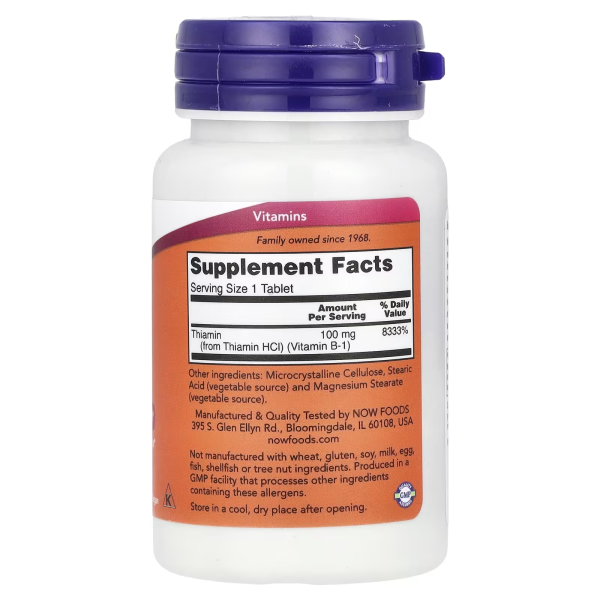 Vitamins
Family owned since 1968.
Supplement Facts
Serving Size 1 Tablet
Amount Per Serving
% Daily Value
Thiamin 100 mg 8333%
(from Thiamin HCl) (Vitamin B-1)
Other ingredients: Microcrystalline Cellulose, Stearic
Acid (vegetable source) and Magnesium Stearate
(vegetable source).
Manufactured & Quality Tested by NOW FOODS
395 S. Glen Ellyn Rd., Bloomingdale, IL 60108, USA
nowfoods.com
Not manufactured with wheat, gluten, soy, milk, egg,
fish, shellfish or tree nut ingredients. Produced in a
GMP facility that processes other ingredients
containing these allergens.
Store in a cool, dry place after opening.
K
GMP